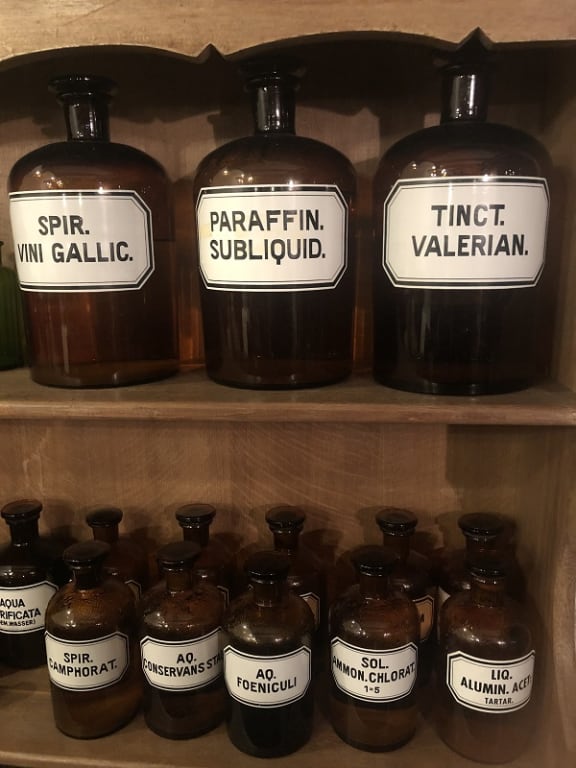 SPIR.
VINI GALLIC.
PARAFFIN.
SUBLIQUID.
TINCT.
VALERIAN.
AQUA
RIFICATA
WASSER)
SPIR.
CAMPHORAT.
AQ.
CONSERVANS STA
AQ.
FOENICULI
SOL.
AMMON. CHLORAT.
1=5
LIQ.
ALUMIN. ACET.
TARTAR.